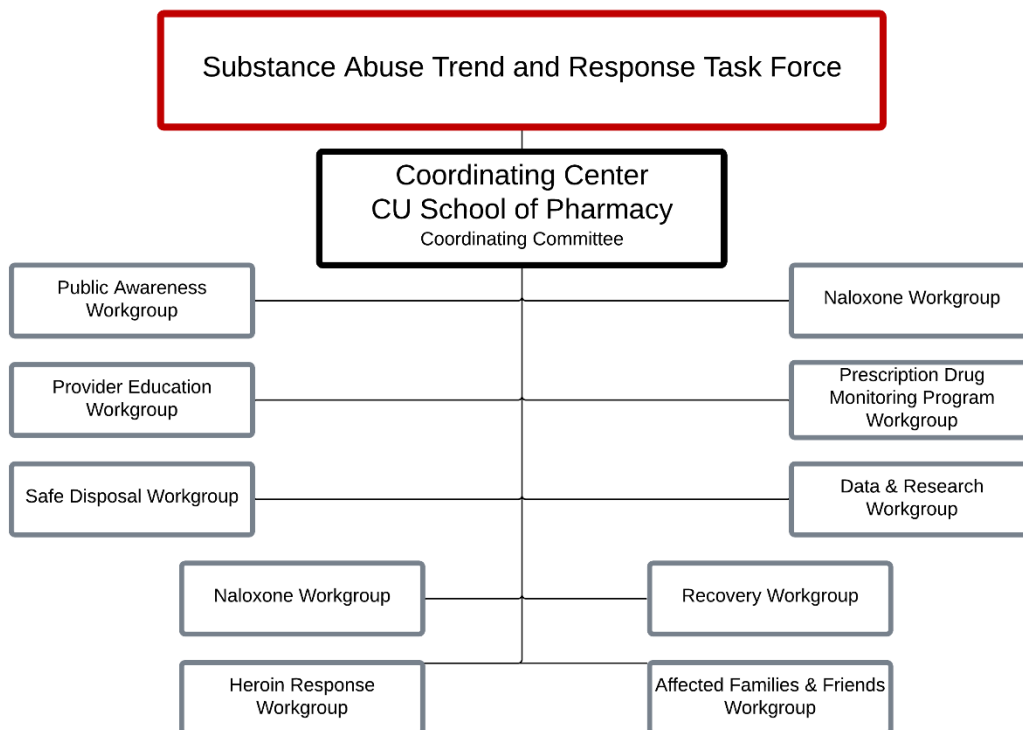 Substance Abuse Trend and Response Task Force
Coordinating Center
CU School of Pharmacy
Coordinating Committee
Public Awareness
Workgroup
Naloxone Workgroup
Provider Education
Workgroup
Prescription Drug
Monitoring Program
Workgroup
Safe Disposal Workgroup
Data & Research
Workgroup
Naloxone Workgroup
Recovery Workgroup
Heroin Response
Workgroup
Affected Families & Friends
Workgroup